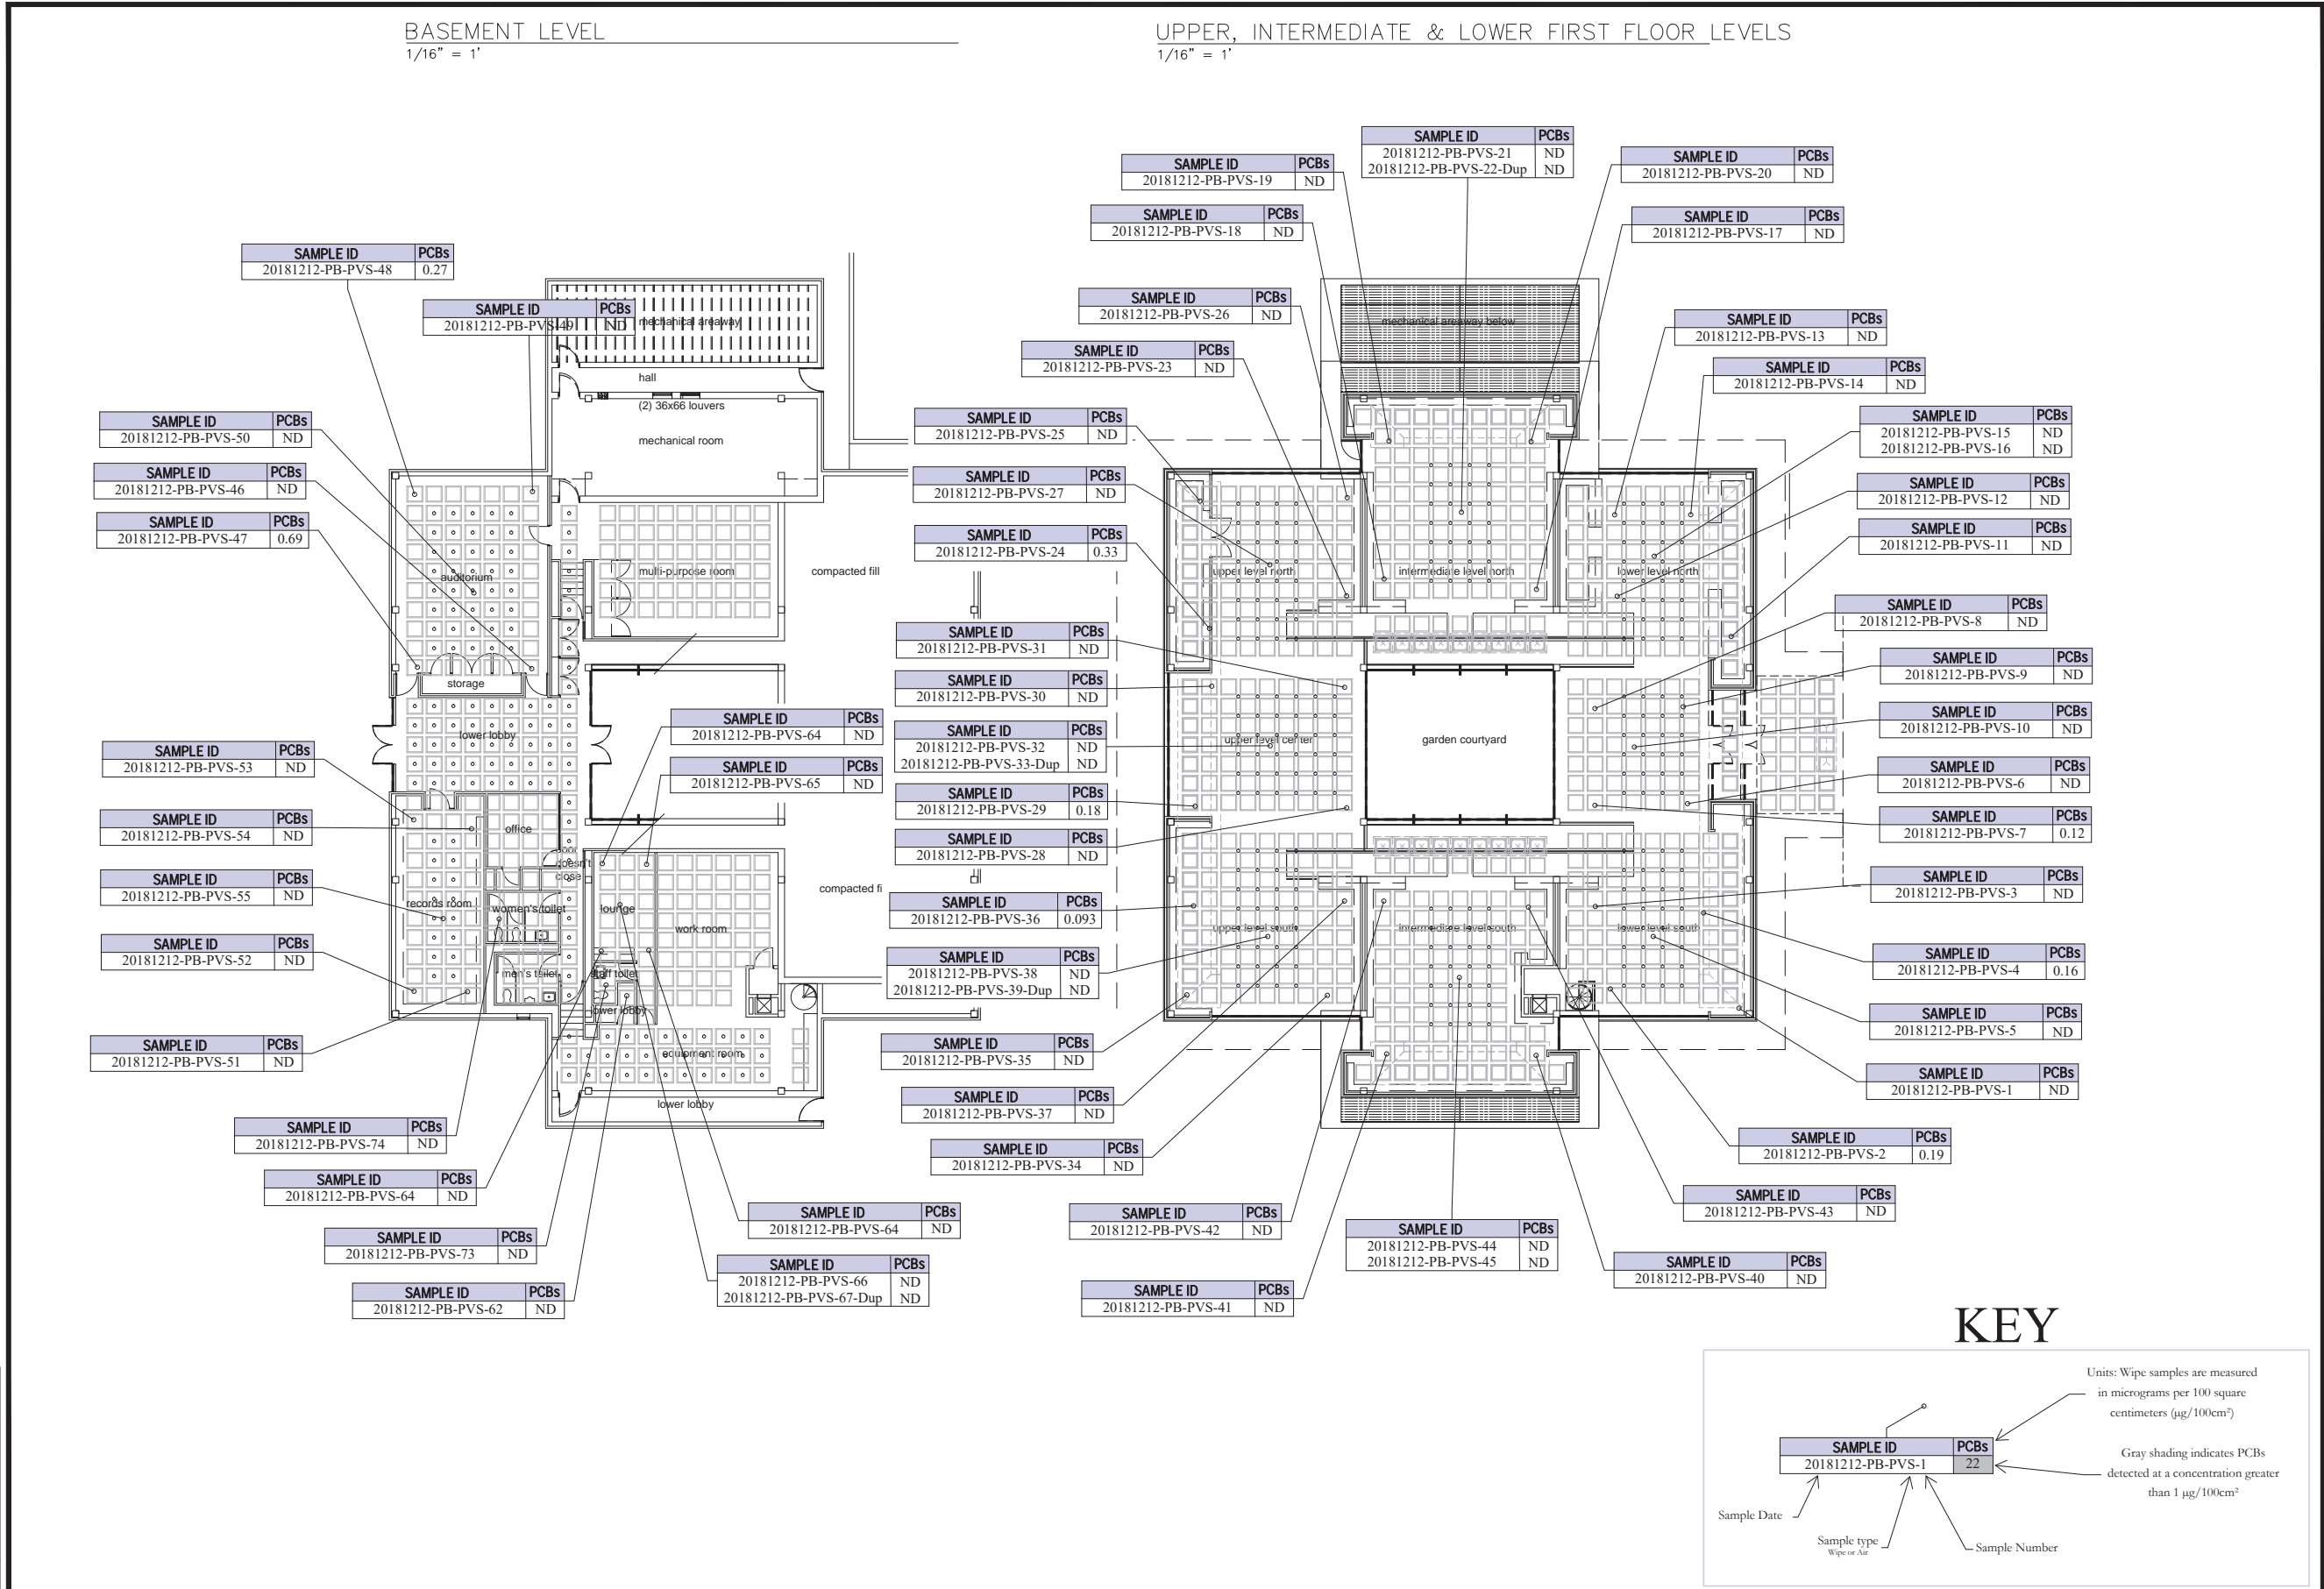 BASEMENT LEVEL
1/16" = 1'
UPPER, INTERMEDIATE & LOWER FIRST FLOOR LEVELS
1/16" = 1'
SAMPLE ID PCBs
20181212-PB-PVS-48 0.27
SAMPLE ID PCBs
20181212-PB-PVS-49 ND
mechanical areaway
hall
(2) 36x66 louvers
mechanical room
SAMPLE ID PCBs
20181212-PB-PVS-50 ND
SAMPLE ID PCBs
20181212-PB-PVS-46 ND
SAMPLE ID PCBs
20181212-PB-PVS-47 0.69
auditorium
multi-purpose room
compacted fill
storage
lower lobby
SAMPLE ID PCBs
20181212-PB-PVS-64 ND
SAMPLE ID PCBs
20181212-PB-PVS-65 ND
SAMPLE ID PCBs
20181212-PB-PVS-53 ND
SAMPLE ID PCBs
20181212-PB-PVS-54 ND
office
doesn't
close
SAMPLE ID PCBs
20181212-PB-PVS-55 ND
records room
women's toilet
lounge
work room
compacted fi
SAMPLE ID PCBs
20181212-PB-PVS-52 ND
men's toilet
staff toilet
lower lobby
equipment room
lower lobby
SAMPLE ID PCBs
20181212-PB-PVS-51 ND
SAMPLE ID PCBs
20181212-PB-PVS-74 ND
SAMPLE ID PCBs
20181212-PB-PVS-64 ND
SAMPLE ID PCBs
20181212-PB-PVS-73 ND
SAMPLE ID PCBs
20181212-PB-PVS-62 ND
SAMPLE ID PCBs
20181212-PB-PVS-64 ND
SAMPLE ID PCBs
20181212-PB-PVS-66 ND
20181212-PB-PVS-67-Dup ND
SAMPLE ID PCBs
20181212-PB-PVS-21 ND
20181212-PB-PVS-22-Dup ND
SAMPLE ID PCBs
20181212-PB-PVS-19 ND
SAMPLE ID PCBs
20181212-PB-PVS-20 ND
SAMPLE ID PCBs
20181212-PB-PVS-18 ND
SAMPLE ID PCBs
20181212-PB-PVS-17 ND
SAMPLE ID PCBs
20181212-PB-PVS-26 ND
mechanical areaway below
SAMPLE ID PCBs
20181212-PB-PVS-13 ND
SAMPLE ID PCBs
20181212-PB-PVS-23 ND
SAMPLE ID PCBs
20181212-PB-PVS-14 ND
SAMPLE ID PCBs
20181212-PB-PVS-25 ND
SAMPLE ID PCBs
20181212-PB-PVS-15 ND
20181212-PB-PVS-16 ND
SAMPLE ID PCBs
20181212-PB-PVS-27 ND
SAMPLE ID PCBs
20181212-PB-PVS-12 ND
SAMPLE ID PCBs
20181212-PB-PVS-24 0.33
SAMPLE ID PCBs
20181212-PB-PVS-11 ND
upper level north
intermediate level north
lower level north
SAMPLE ID PCBs
20181212-PB-PVS-8 ND
SAMPLE ID PCBs
20181212-PB-PVS-31 ND
SAMPLE ID PCBs
20181212-PB-PVS-9 ND
SAMPLE ID PCBs
20181212-PB-PVS-30 ND
SAMPLE ID PCBs
20181212-PB-PVS-10 ND
SAMPLE ID PCBs
20181212-PB-PVS-32 ND
20181212-PB-PVS-33-Dup ND
upper level center
garden courtyard
SAMPLE ID PCBs
20181212-PB-PVS-6 ND
SAMPLE ID PCBs
20181212-PB-PVS-29 0.18
SAMPLE ID PCBs
20181212-PB-PVS-7 0.12
SAMPLE ID PCBs
20181212-PB-PVS-28 ND
SAMPLE ID PCBs
20181212-PB-PVS-3 ND
SAMPLE ID PCBs
20181212-PB-PVS-36 0.093
upper level south
intermediate level south
lower level south
SAMPLE ID PCBs
20181212-PB-PVS-38 ND
20181212-PB-PVS-39-Dup ND
SAMPLE ID PCBs
20181212-PB-PVS-4 0.16
SAMPLE ID PCBs
20181212-PB-PVS-5 ND
SAMPLE ID PCBs
20181212-PB-PVS-35 ND
SAMPLE ID PCBs
20181212-PB-PVS-1 ND
SAMPLE ID PCBs
20181212-PB-PVS-37 ND
SAMPLE ID PCBs
20181212-PB-PVS-2 0.19
SAMPLE ID PCBs
20181212-PB-PVS-34 ND
SAMPLE ID PCBs
20181212-PB-PVS-43 ND
SAMPLE ID PCBs
20181212-PB-PVS-42 ND
SAMPLE ID PCBs
20181212-PB-PVS-44 ND
20181212-PB-PVS-45 ND
SAMPLE ID PCBs
20181212-PB-PVS-40 ND
SAMPLE ID PCBs
20181212-PB-PVS-41 ND
KEY
Units: Wipe samples are measured
in micrograms per 100 square
centimeters (µg/100cm²)
SAMPLE ID PCBs
20181212-PB-PVS-1 22
Gray shading indicates PCBs
detected at a concentration greater
than 1 µg/100cm²
Sample Date
Sample type
Wipe or Air
Sample Number